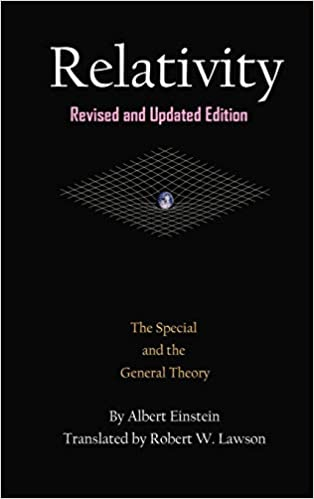 Relativity
Revised and Updated Edition
The Special
and the
General Theory
By Albert Einstein
Translated by Robert W. Lawson